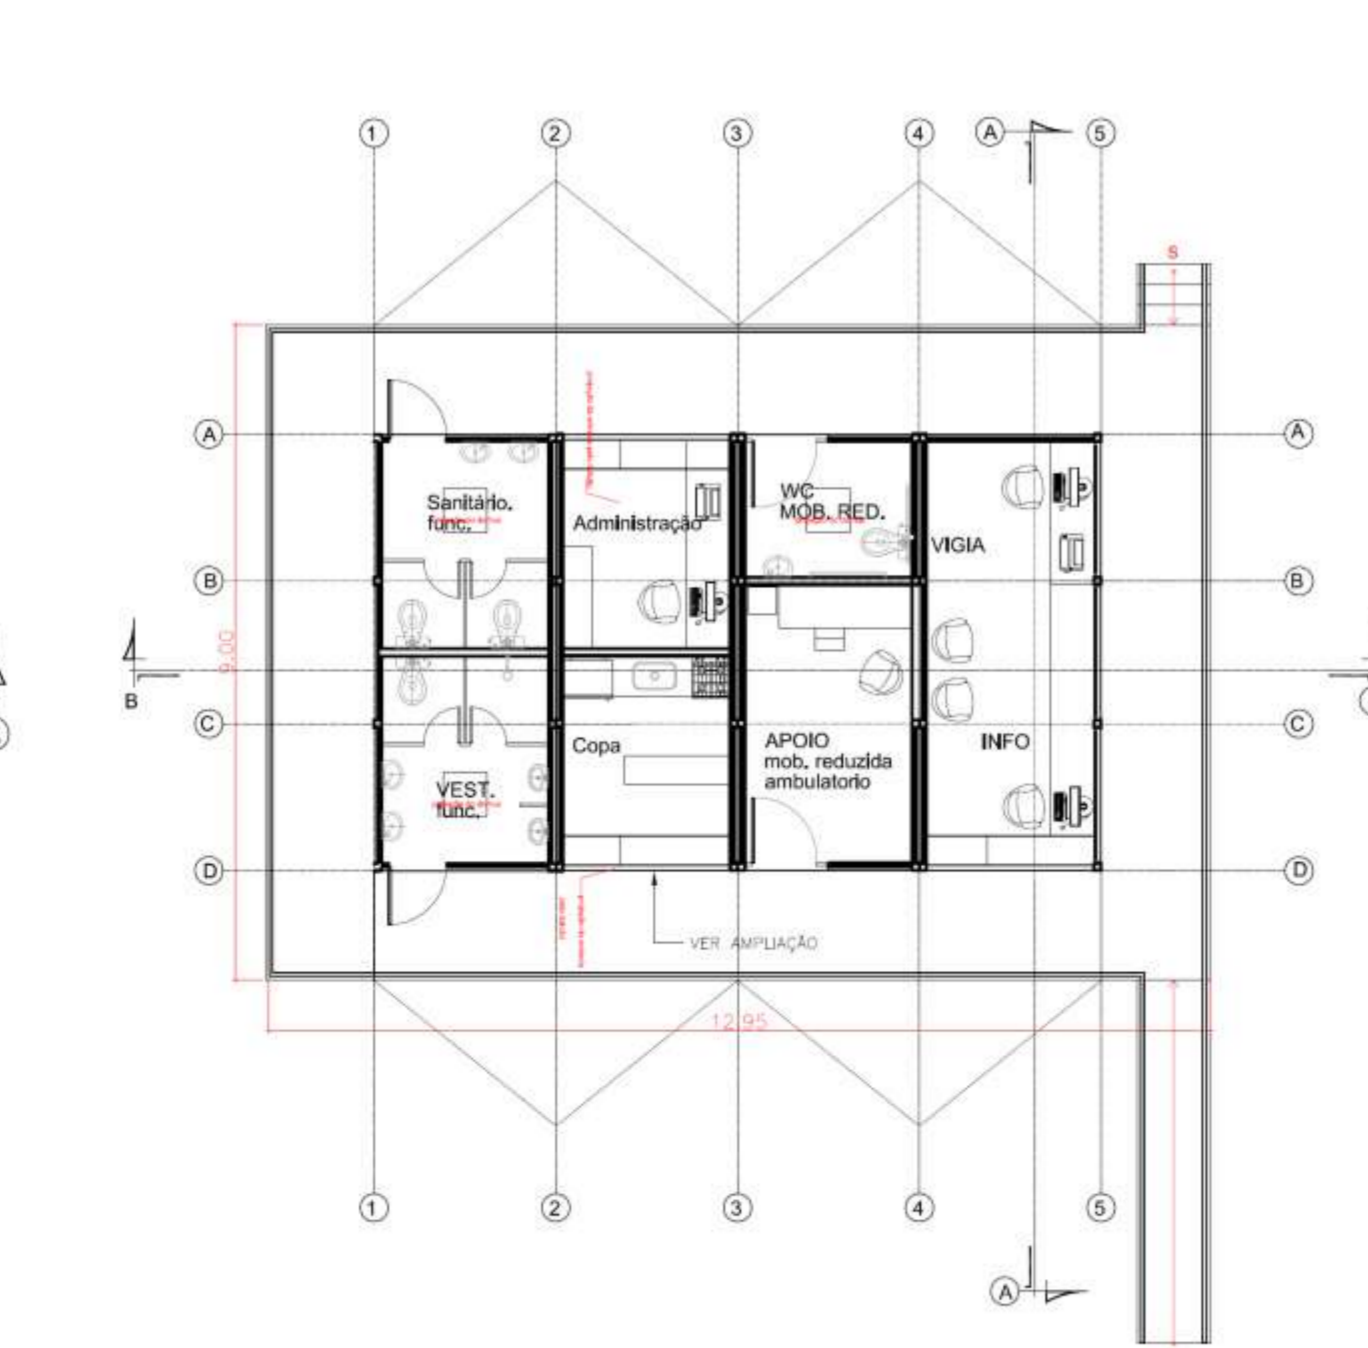 1 2 3 4 A 5
S
A A
Sanitário.
func.
Administração
WC
MOB. RED.
VIGIA
B B
9.00
B
C C
Copa
APOIO
mob. reduzida
ambulatorio
INFO
VEST.
func.
D D
VER AMPLIAÇÃO
12.95
1 2 3 4 5
A